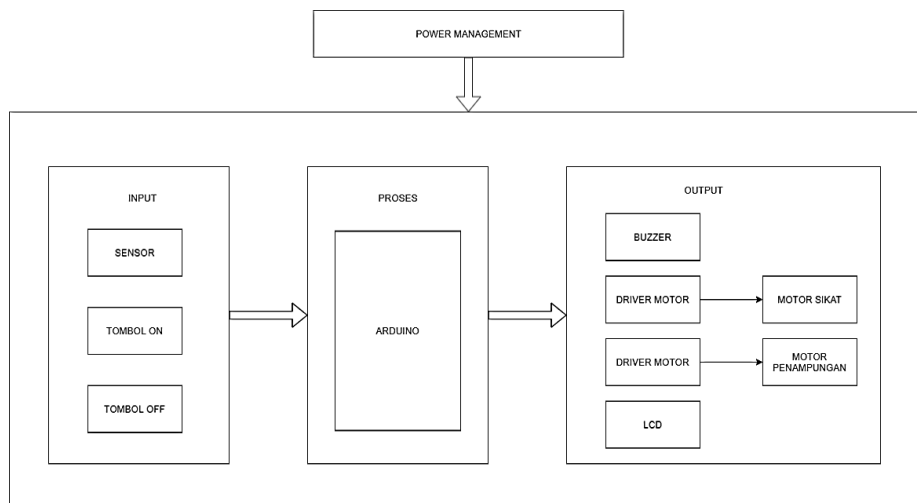 POWER MANAGEMENT
INPUT
SENSOR
TOMBOL ON
TOMBOL OFF
PROSES
ARDUINO
OUTPUT
BUZZER
DRIVER MOTOR
MOTOR SIKAT
DRIVER MOTOR
MOTOR
PENAMPUNGAN
LCD